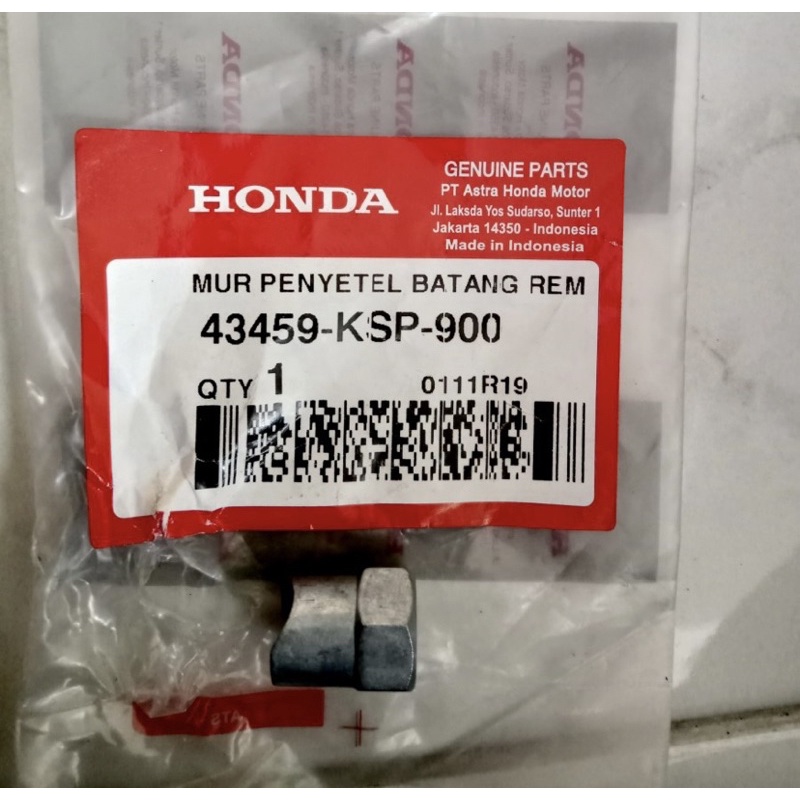 HONDA
GENUINE PARTS
PT Astra Honda Motor
Jl. Laksda Yos Sudarso, Sunter 1
Jakarta 14350 - Indonesia
Made in Indonesia
MUR PENYETEL BATANG REM
43459-KSP-900
QTY 1 0111R19